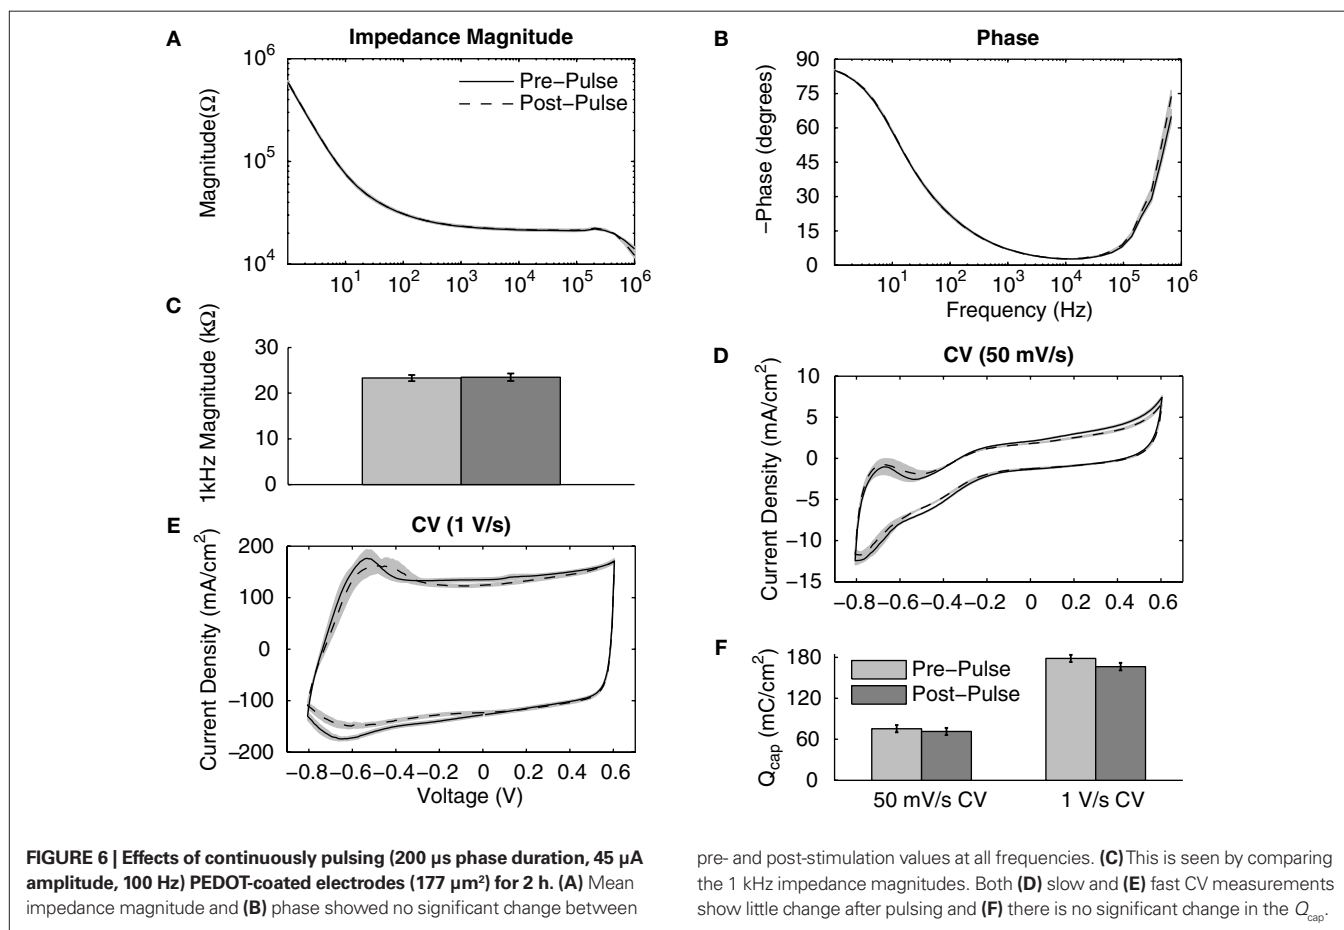 A
Impedance Magnitude
10^6
10^5
10^4
Magnitude(Ω)
Pre−Pulse
Post−Pulse
10^1 10^2 10^3 10^4 10^5 10^6
B
Phase
90
75
60
45
30
15
0
−Phase (degrees)
10^1 10^2 10^3 10^4 10^5 10^6
Frequency (Hz)
C
1kHz Magnitude (kΩ)
30
20
10
0
D
CV (50 mV/s)
Current Density (mA/cm²)
10
5
0
−5
−10
−15
−0.8 −0.6 −0.4 −0.2 0 0.2 0.4 0.6
E
CV (1 V/s)
Current Density (mA/cm²)
200
100
0
−100
−200
−0.8 −0.6 −0.4 −0.2 0 0.2 0.4 0.6
Voltage (V)
F
Q_cap (mC/cm²)
180
120
60
0
Pre−Pulse
Post−Pulse
50 mV/s CV 1 V/s CV
FIGURE 6 | Effects of continuously pulsing (200 μs phase duration, 45 μA
amplitude, 100 Hz) PEDOT-coated electrodes (177 μm²) for 2 h. (A) Mean
impedance magnitude and (B) phase showed no significant change between
pre- and post-stimulation values at all frequencies. (C) This is seen by comparing
the 1 kHz impedance magnitudes. Both (D) slow and (E) fast CV measurements
show little change after pulsing and (F) there is no significant change in the Q_cap.